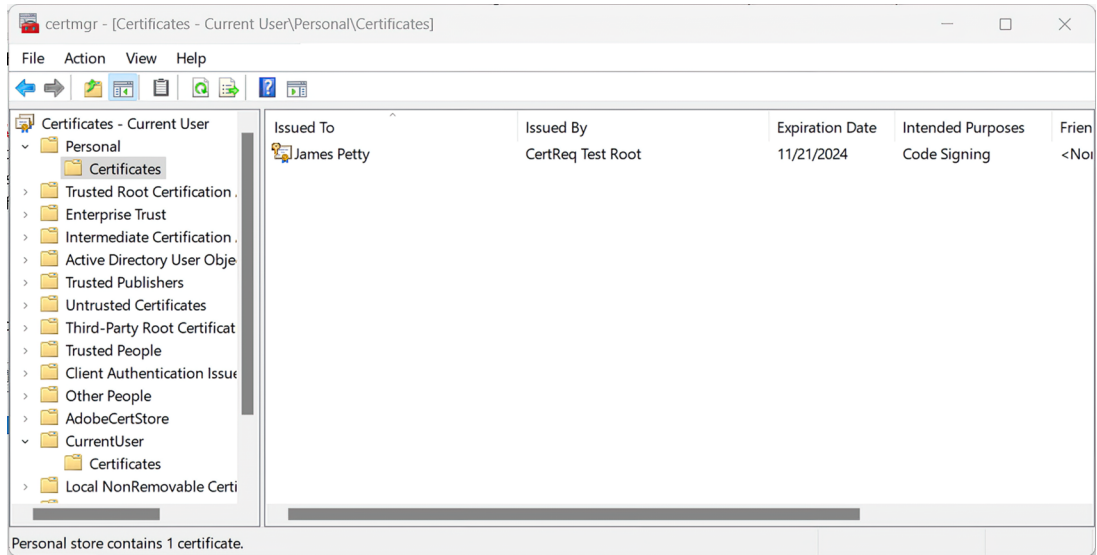 certmgr - [Certificates - Current User\Personal\Certificates]
File Action View Help
Certificates - Current User
Personal
Certificates
Trusted Root Certification .
Enterprise Trust
Intermediate Certification .
Active Directory User Obje
Trusted Publishers
Untrusted Certificates
Third-Party Root Certificat
Trusted People
Client Authentication Issue
Other People
AdobeCertStore
CurrentUser
Certificates
Local NonRemovable Certi
Issued To Issued By Expiration Date Intended Purposes Frien
James Petty CertReq Test Root 11/21/2024 Code Signing <Nor
Personal store contains 1 certificate.